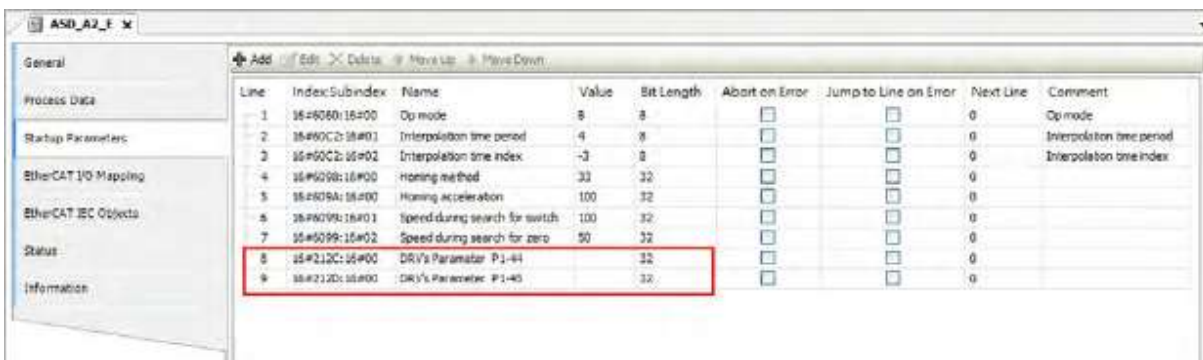 ASD_A2_E
General
Process Data
Startup Parameters
EtherCAT I/O Mapping
EtherCAT IEC Objects
Status
Information
Add Edit Delete Move Up Move Down
Line Index:Subindex Name Value Bit Length Abort on Error Jump to Line on Error Next Line Comment
1 16#6060:16#00 Op mode 8 8 0 Op mode
2 16#60C2:16#01 Interpolation time period 4 8 0 Interpolation time period
3 16#60C2:16#02 Interpolation time index -3 8 0 Interpolation time index
4 16#6098:16#00 Homing method 33 32 0
5 16#609A:16#00 Homing acceleration 100 32 0
6 16#6099:16#01 Speed during search for switch 100 32 0
7 16#6099:16#02 Speed during search for zero 50 32 0
8 16#212C:16#00 DRV's Parameter P1-44 32 0
9 16#212D:16#00 DRV's Parameter P1-45 32 0